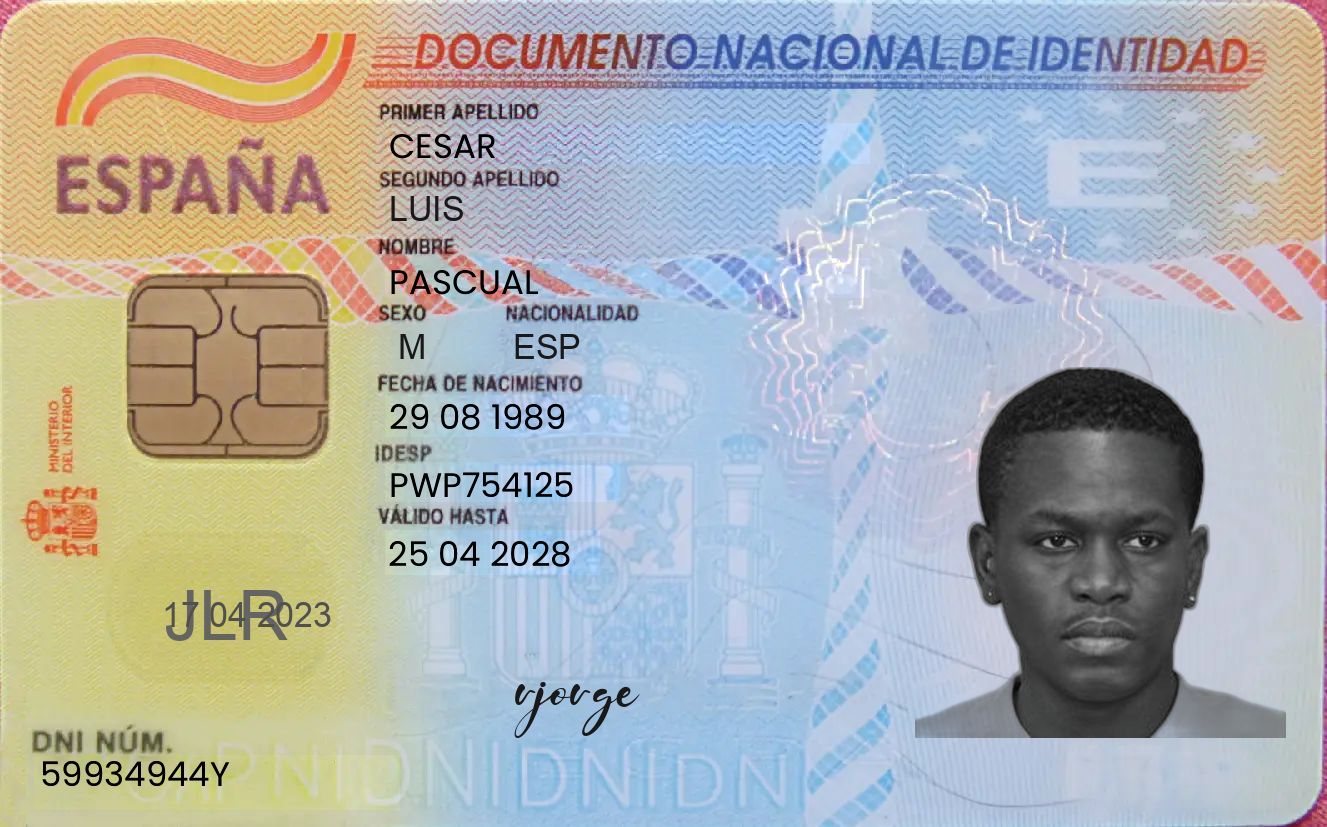 DOCUMENTO NACIONAL DE IDENTIDAD
ESPAÑA
PRIMER APELLIDO
CESAR
SEGUNDO APELLIDO
LUIS
NOMBRE
PASCUAL
SEXO NACIONALIDAD
M ESP
FECHA DE NACIMIENTO
29 08 1989
IDESP
PWP754125
VÁLIDO HASTA
25 04 2028
MINISTERIO
DEL INTERIOR
E
17 04 2023
JLR
vjorge
DNI NÚM.
59934944Y
DNIDNIDNIDNI